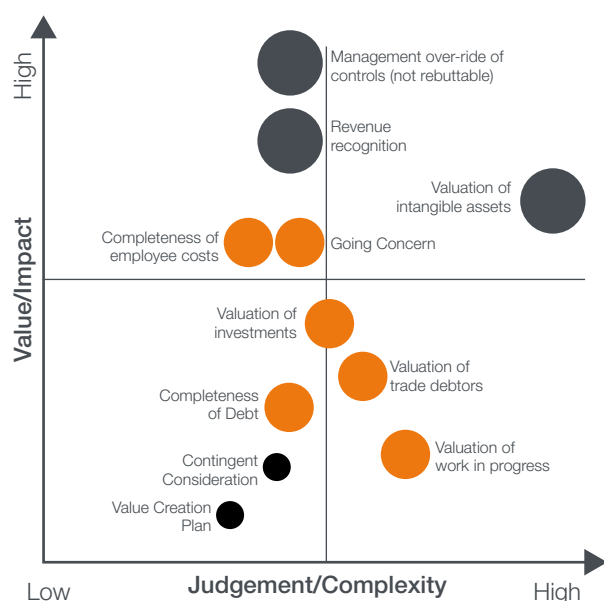 High
Value/Impact
Management over-ride of
controls (not rebuttable)
Revenue
recognition
Valuation of
intangible assets
Completeness of
employee costs
Going Concern
Valuation of
investments
Valuation of
trade debtors
Completeness
of Debt
Valuation of
work in progress
Contingent
Consideration
Value Creation
Plan
Low
Judgement/Complexity
High